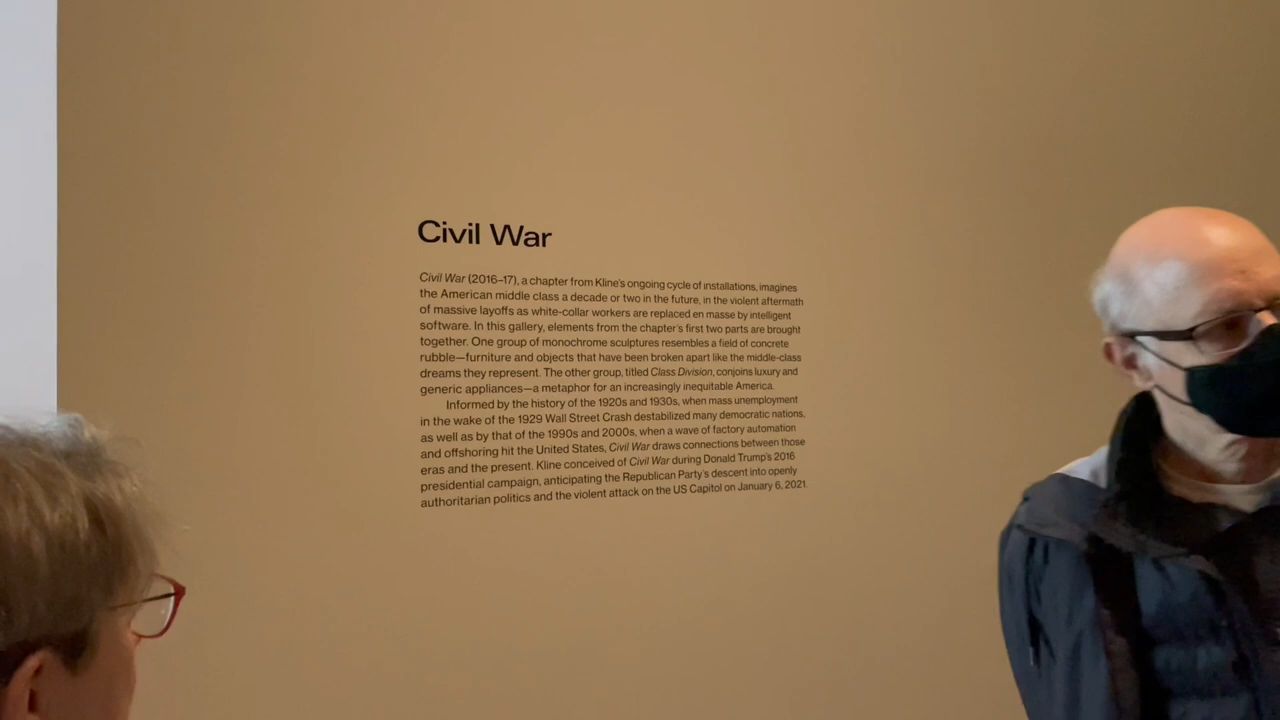 Civil War
Civil War (2016–17), a chapter from Kline's ongoing cycle of installations, imagines
the American middle class a decade or two in the future, in the violent aftermath
of massive layoffs as white-collar workers are replaced en masse by intelligent
software. In this gallery, elements from the chapter's first two parts are brought
together. One group of monochrome sculptures resembles a field of concrete
rubble—furniture and objects that have been broken apart like the middle-class
dreams they represent. The other group, titled Class Division, conjoins luxury and
generic appliances—a metaphor for an increasingly inequitable America.
Informed by the history of the 1920s and 1930s, when mass unemployment
in the wake of the 1929 Wall Street Crash destabilized many democratic nations,
as well as by that of the 1990s and 2000s, when a wave of factory automation
and offshoring hit the United States, Civil War draws connections between those
eras and the present. Kline conceived of Civil War during Donald Trump's 2016
presidential campaign, anticipating the Republican Party's descent into openly
authoritarian politics and the violent attack on the US Capitol on January 6, 2021.